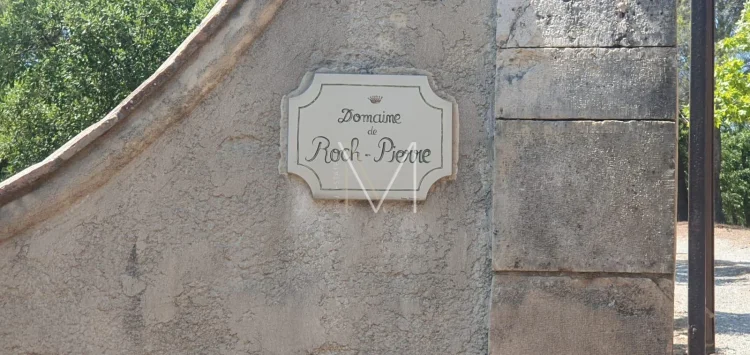 Domaine
de
Roch-Pierre
M